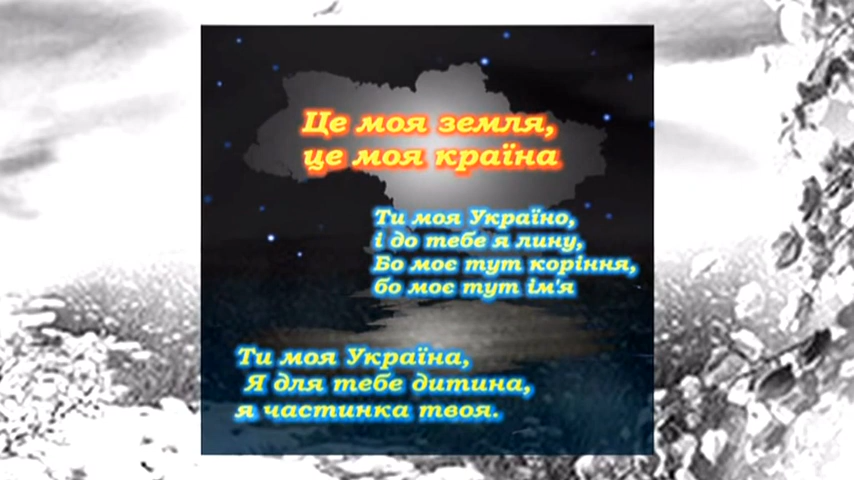 Це моя земля,
це моя країна
Ти моя Україно,
і до тебе я лину,
Бо моє тут коріння,
бо моє тут ім'я
Ти моя Україна,
Я для тебе дитина,
я частинка твоя.